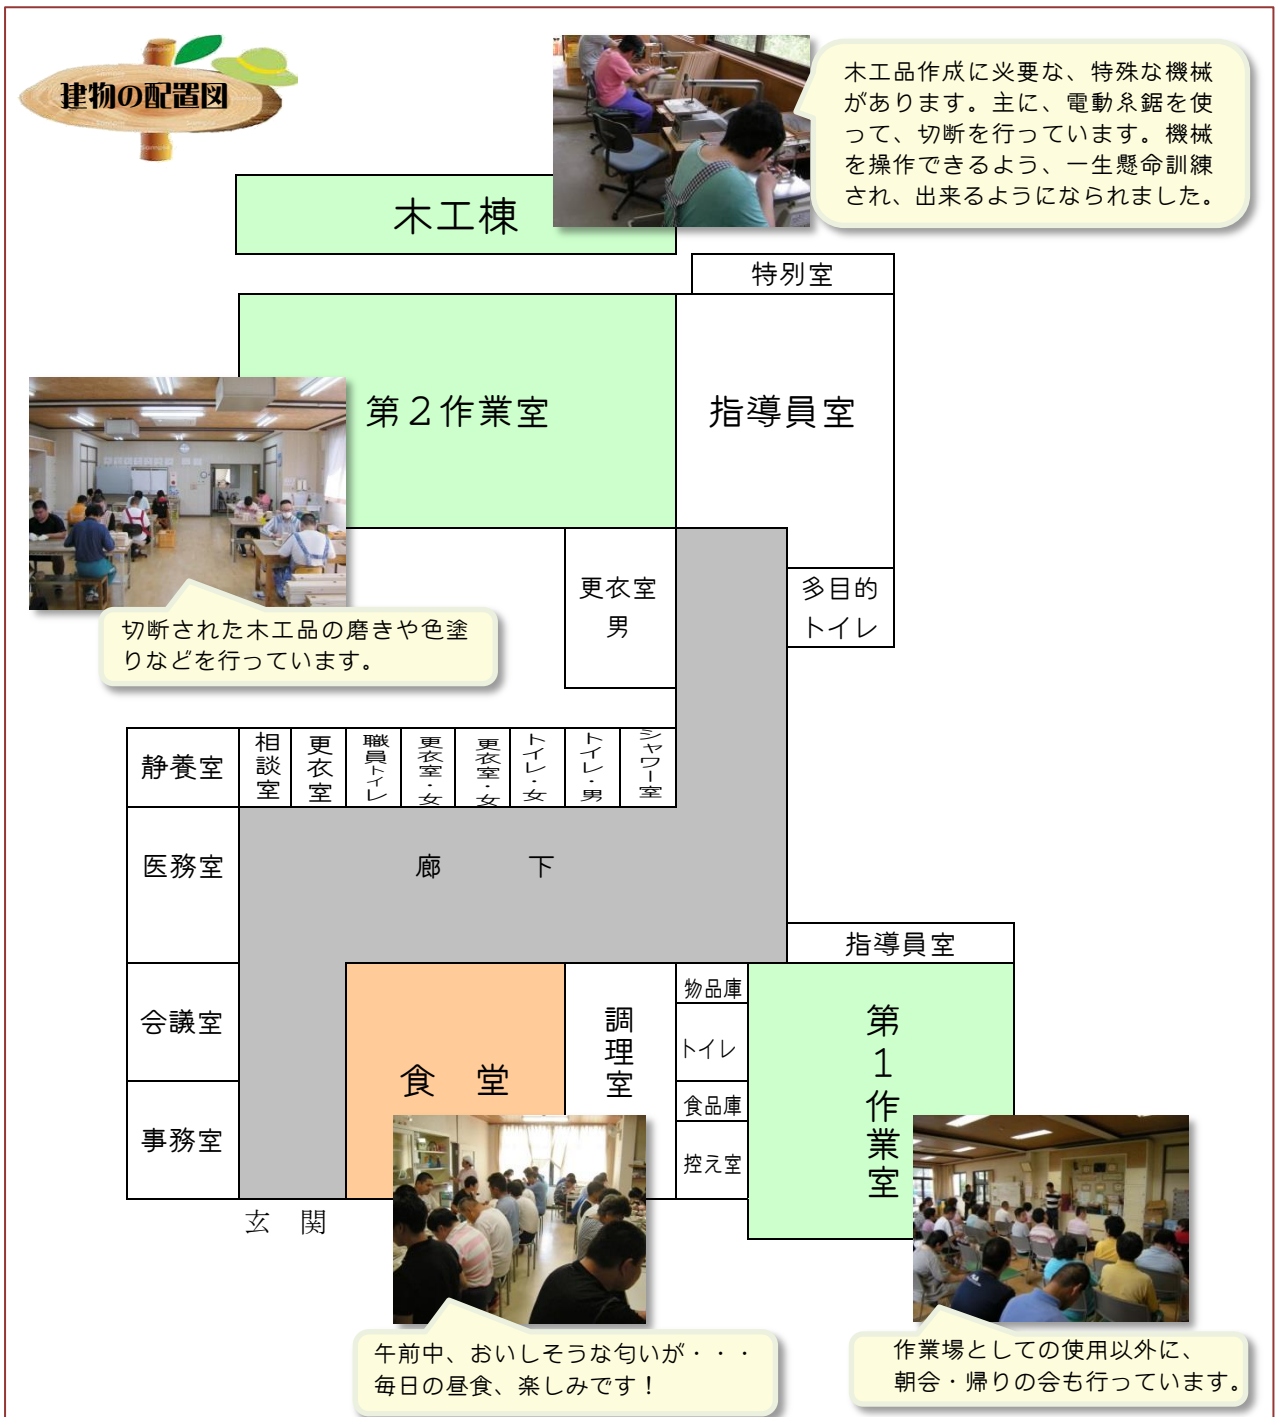 建物の配置図
木工品作成に必要な、特殊な機械
があります。主に、電動糸鋸を使
って、切断を行っています。機械
を操作できるよう、一生懸命訓練
され、出来るようになられました。
木工棟
特別室
第２作業室
指導員室
更衣室
男
多目的
トイレ
切断された木工品の磨きや色塗
りなどを行っています。
静養室
相談室
更衣室
職員トイレ
更衣室・女
更衣室・女
トイレ・女
トイレ・男
シャワー室
医務室
廊　下
指導員室
会議室
食　堂
調理室
物品庫
トイレ
食品庫
控え室
第１作業室
事務室
玄　関
午前中、おいしそうな匂いが・・・
毎日の昼食、楽しみです！
作業場としての使用以外に、
朝会・帰りの会も行っています。